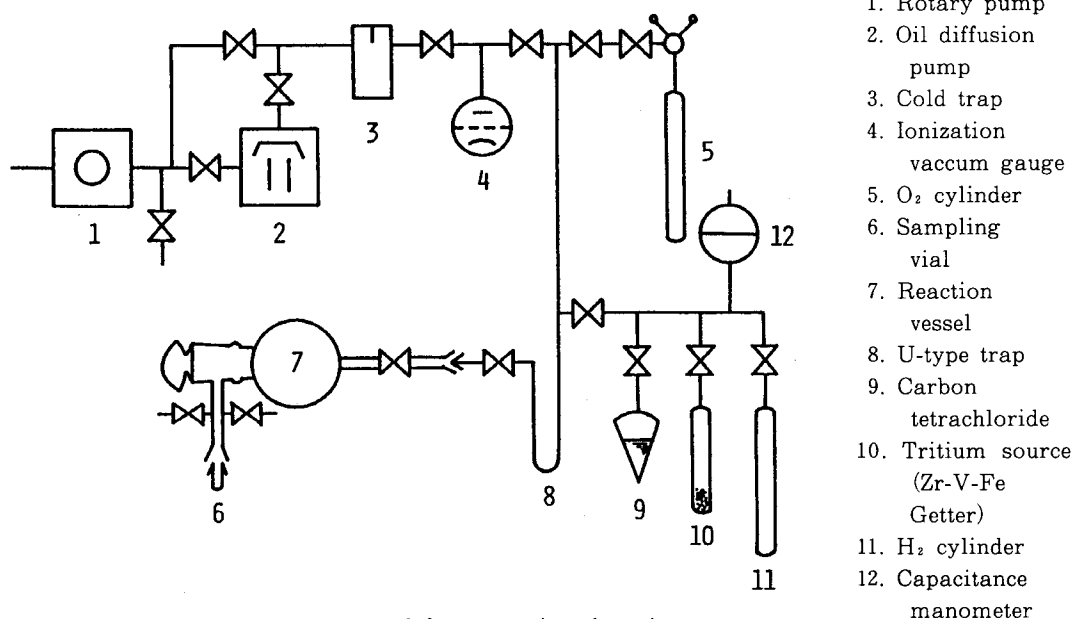 1. Rotary pump
2. Oil diffusion
pump
3. Cold trap
4. Ionization
vaccum gauge
5. O₂ cylinder
6. Sampling
vial
7. Reaction
vessel
8. U-type trap
9. Carbon
tetrachloride
10. Tritium source
(Zr-V-Fe
Getter)
11. H₂ cylinder
12. Capacitance
manometer
1
2
3
4
5
12
7
6
8
9
10
11